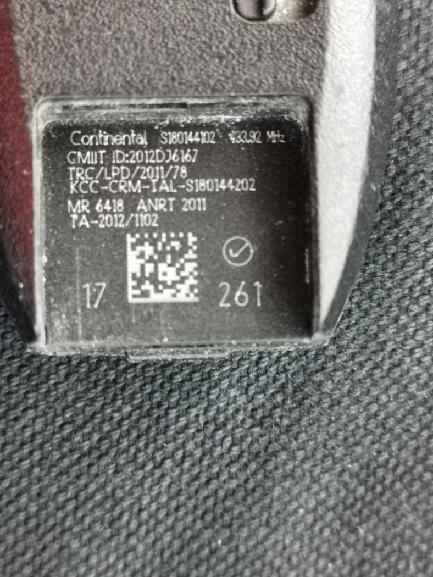 Continental S180144102 433.92 MHz
CMIIT ID:2012DJ6167
TRC/LPD/2011/78
KCC-CRM-TAL-S180144202
MR 6418 ANRT 2011
TA-2012/1102
17 261